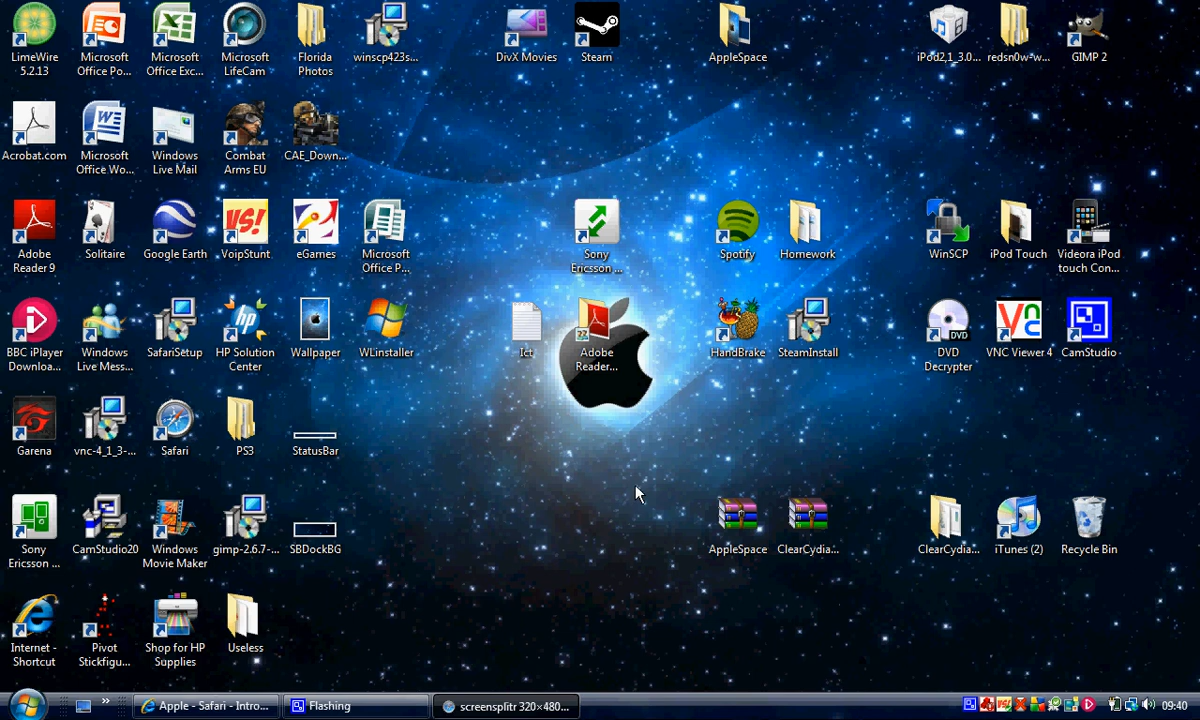 LimeWire 5.2.13
Microsoft Office Po...
Microsoft Office Exc...
Microsoft LifeCam
Florida Photos
winscp423s...
DivX Movies
Steam
AppleSpace
iPod2,1_3.0...
redsn0w-w...
GIMP 2
Acrobat.com
Microsoft Office Wo...
Windows Live Mail
Combat Arms EU
CAE_Down...
Adobe Reader 9
Solitaire
Google Earth
VS!
VoipStunt
eGames
Microsoft Office P...
Sony Ericsson ...
Spotify
Homework
WinSCP
iPod Touch
Videora iPod touch Con...
BBC iPlayer Downloa...
Windows Live Mess...
SafariSetup
hp
HP Solution Center
Wallpaper
WLinstaller
Ict
Adobe Reader...
HandBrake
SteamInstall
DVD
DVD Decrypter
VNC
VNC Viewer 4
CamStudio
Garena
vnc-4_1_3-...
Safari
PS3
StatusBar
Sony Ericsson ...
CamStudio20
Windows Movie Maker
gimp-2.6.7-...
SBDockBG
AppleSpace
ClearCydia...
ClearCydia...
iTunes (2)
Recycle Bin
Internet - Shortcut
Pivot Stickfigu...
Shop for HP Supplies
Useless
Apple - Safari - Intro...
Flashing
screensplitr 320×480...
09:40